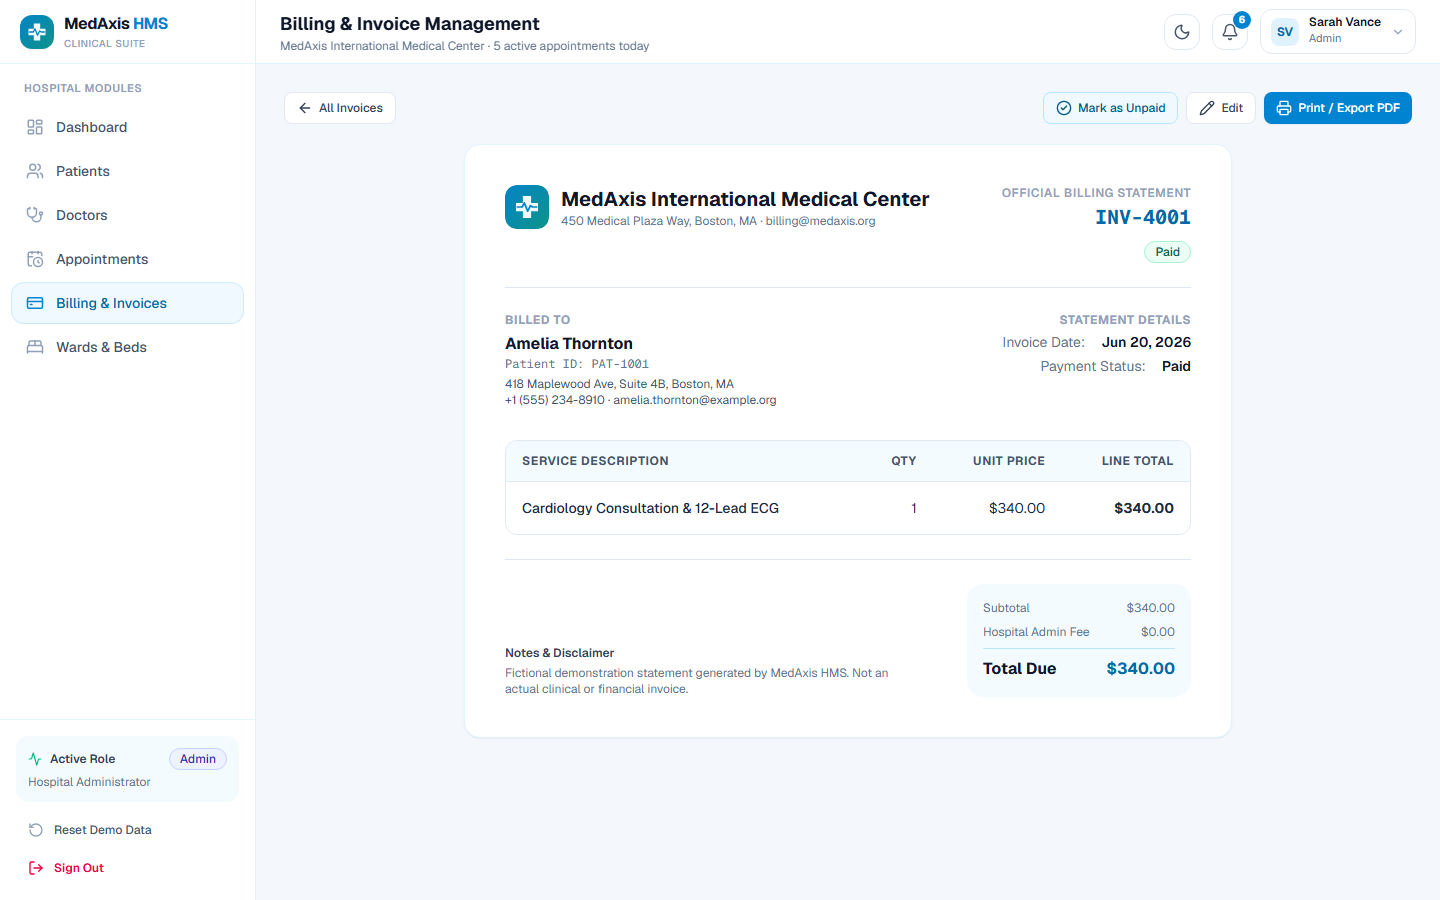 MedAxis HMS
CLINICAL SUITE
Billing & Invoice Management
MedAxis International Medical Center · 5 active appointments today
6
SV
Sarah Vance
Admin
HOSPITAL MODULES
Dashboard
Patients
Doctors
Appointments
Billing & Invoices
Wards & Beds
Active Role
Admin
Hospital Administrator
Reset Demo Data
Sign Out
All Invoices
Mark as Unpaid
Edit
Print / Export PDF
MedAxis International Medical Center
450 Medical Plaza Way, Boston, MA · billing@medaxis.org
OFFICIAL BILLING STATEMENT
INV-4001
Paid
BILLED TO
Amelia Thornton
Patient ID: PAT-1001
418 Maplewood Ave, Suite 4B, Boston, MA
+1 (555) 234-8910 · amelia.thornton@example.org
STATEMENT DETAILS
Invoice Date: Jun 20, 2026
Payment Status: Paid
SERVICE DESCRIPTION QTY UNIT PRICE LINE TOTAL
Cardiology Consultation & 12-Lead ECG 1 $340.00 $340.00
Subtotal $340.00
Hospital Admin Fee $0.00
Total Due $340.00
Notes & Disclaimer
Fictional demonstration statement generated by MedAxis HMS. Not an
actual clinical or financial invoice.